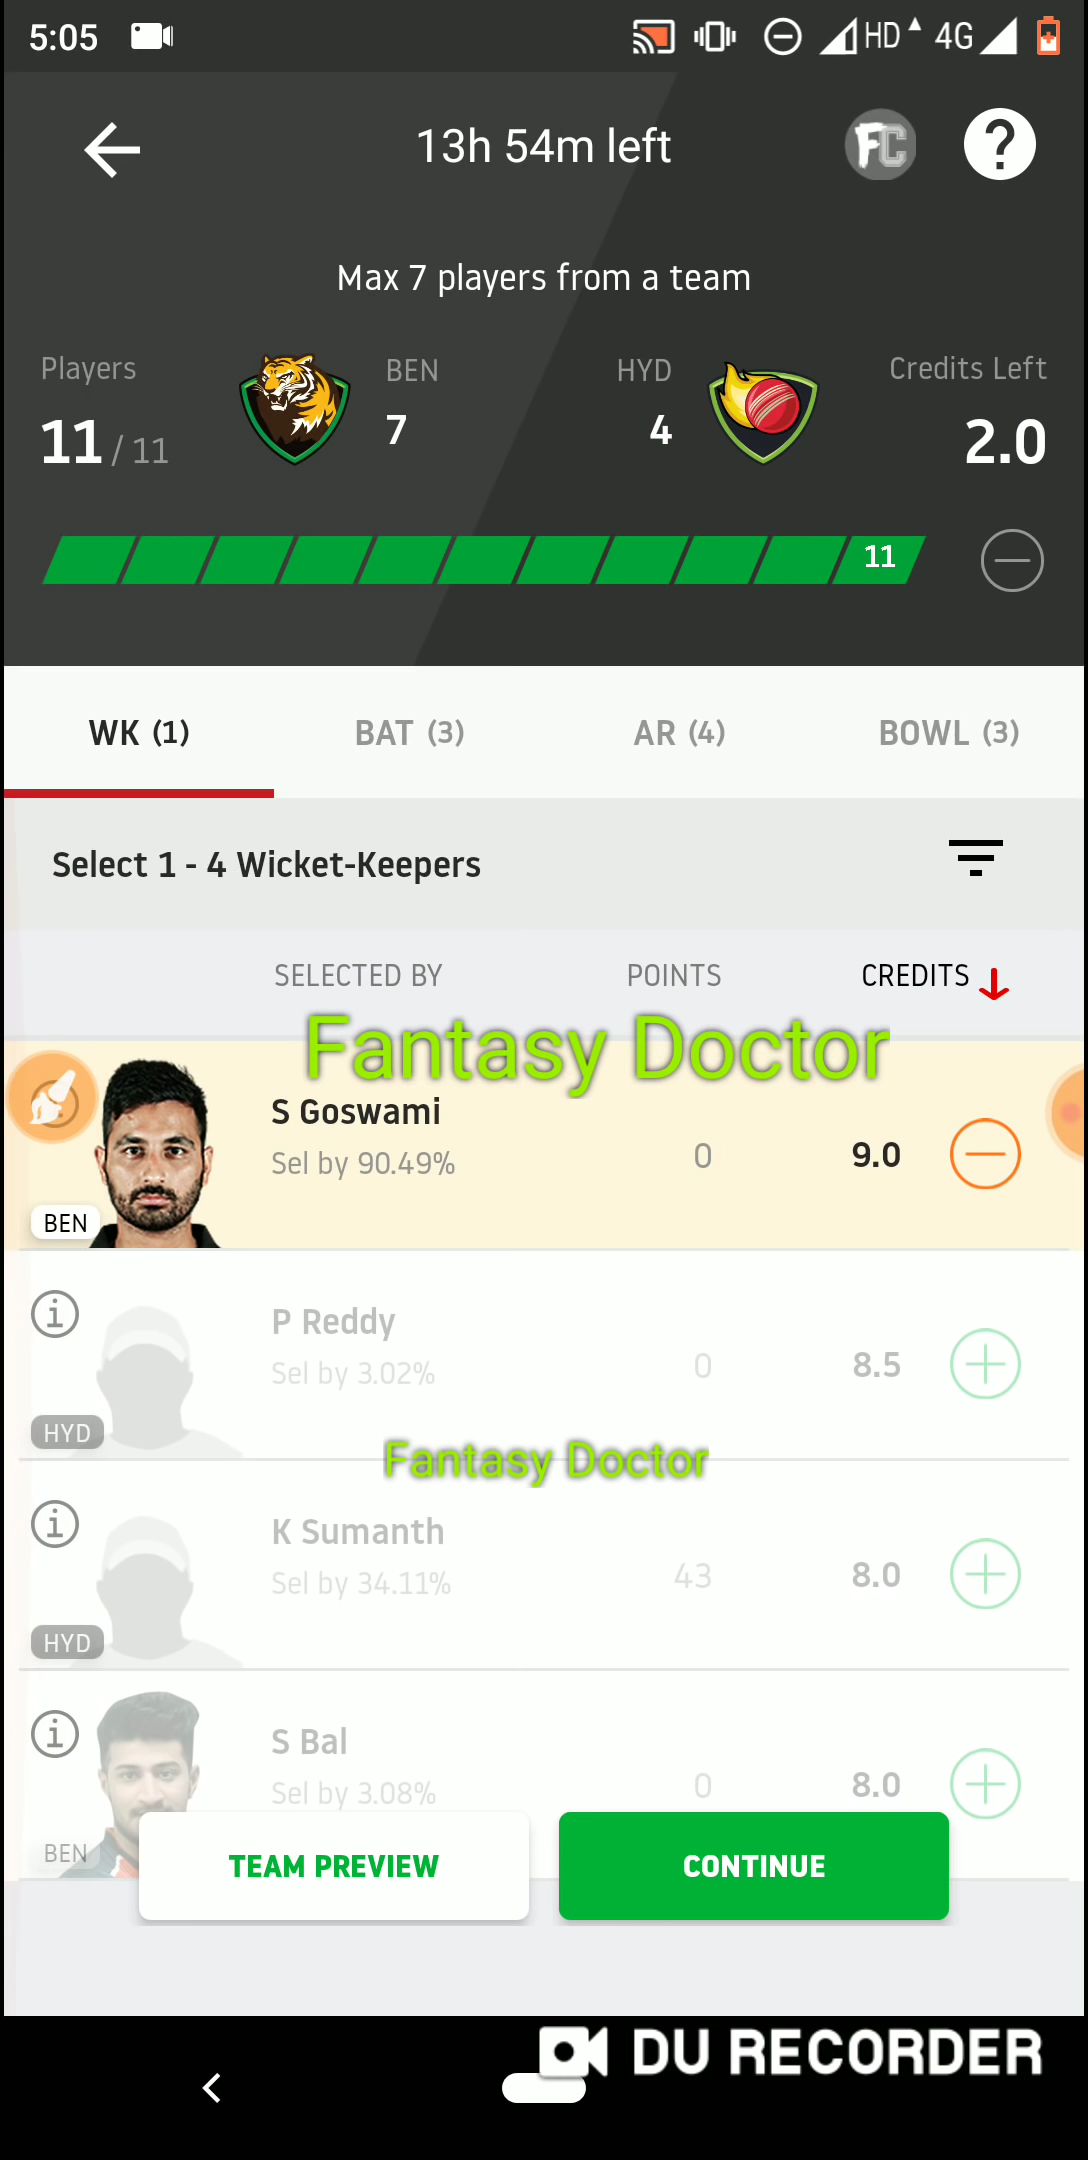 5:05
HD 4G
13h 54m left
FC ?
Max 7 players from a team
Players BEN HYD Credits Left
11 / 11 7 4 2.0
11
WK (1) BAT (3) AR (4) BOWL (3)
Select 1 - 4 Wicket-Keepers
SELECTED BY POINTS CREDITS
Fantasy Doctor
S Goswami
Sel by 90.49% 0 9.0
BEN
P Reddy
Sel by 3.02% 0 8.5
HYD
Fantasy Doctor
K Sumanth
Sel by 34.11% 43 8.0
HYD
S Bal
Sel by 3.08% 0 8.0
BEN
TEAM PREVIEW CONTINUE
DU RECORDER